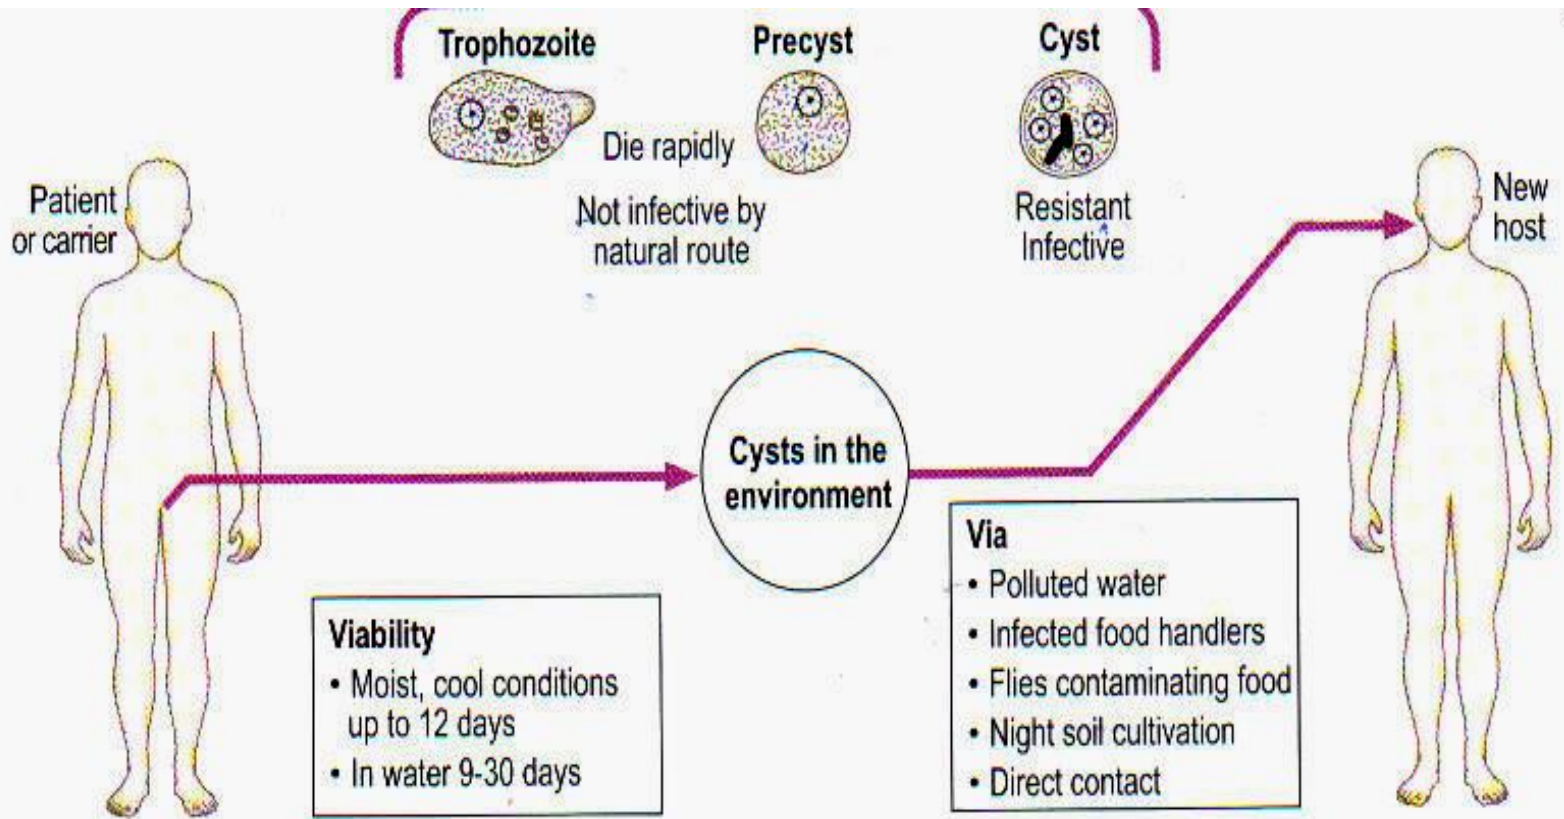 Trophozoite
Precyst
Cyst
Die rapidly
Not infective by
natural route
Resistant
Infective
Patient
or carrier
New
host
Cysts in the
environment
Viability
• Moist, cool conditions
up to 12 days
• In water 9-30 days
Via
• Polluted water
• Infected food handlers
• Flies contaminating food
• Night soil cultivation
• Direct contact